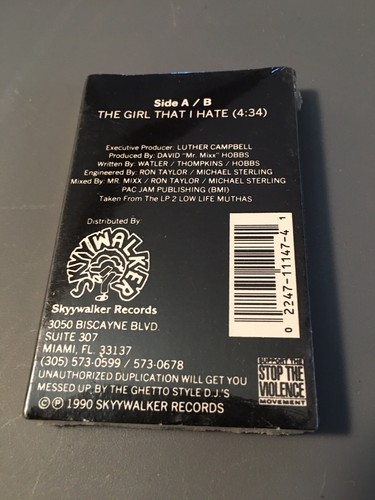 Side A / B
THE GIRL THAT I HATE (4:34)
Executive Producer: LUTHER CAMPBELL
Produced By: DAVID "Mr. Mixx" HOBBS
Written By: WATLER / THOMPKINS / HOBBS
Engineered By: RON TAYLOR / MICHAEL STERLING
Mixed By: MR. MIXX / RON TAYLOR / MICHAEL STERLING
PAC JAM PUBLISHING (BMI)
Taken From The LP 2 LOW LIFE MUTHAS
Distributed By:
SKYYWALKER
Skyywalker Records
3050 BISCAYNE BLVD.
SUITE 307
MIAMI, FL. 33137
(305) 573-0599 / 573-0678
UNAUTHORIZED DUPLICATION WILL GET YOU
MESSED UP BY THE GHETTO STYLE D.J.'S
© ℗ 1990 SKYYWALKER RECORDS
0 2247-11147-4 1
SUPPORT THE
STOP THE
VIOLENCE
MOVEMENT